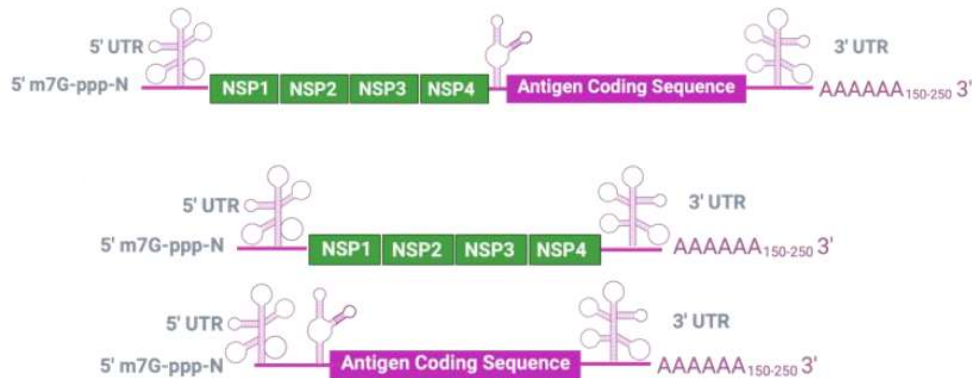 5' UTR
3' UTR
5' m7G-ppp-N NSP1 NSP2 NSP3 NSP4 Antigen Coding Sequence AAAAAA150-250 3'
5' UTR
3' UTR
5' m7G-ppp-N NSP1 NSP2 NSP3 NSP4 AAAAAA150-250 3'
5' UTR
3' UTR
5' m7G-ppp-N Antigen Coding Sequence AAAAAA150-250 3'